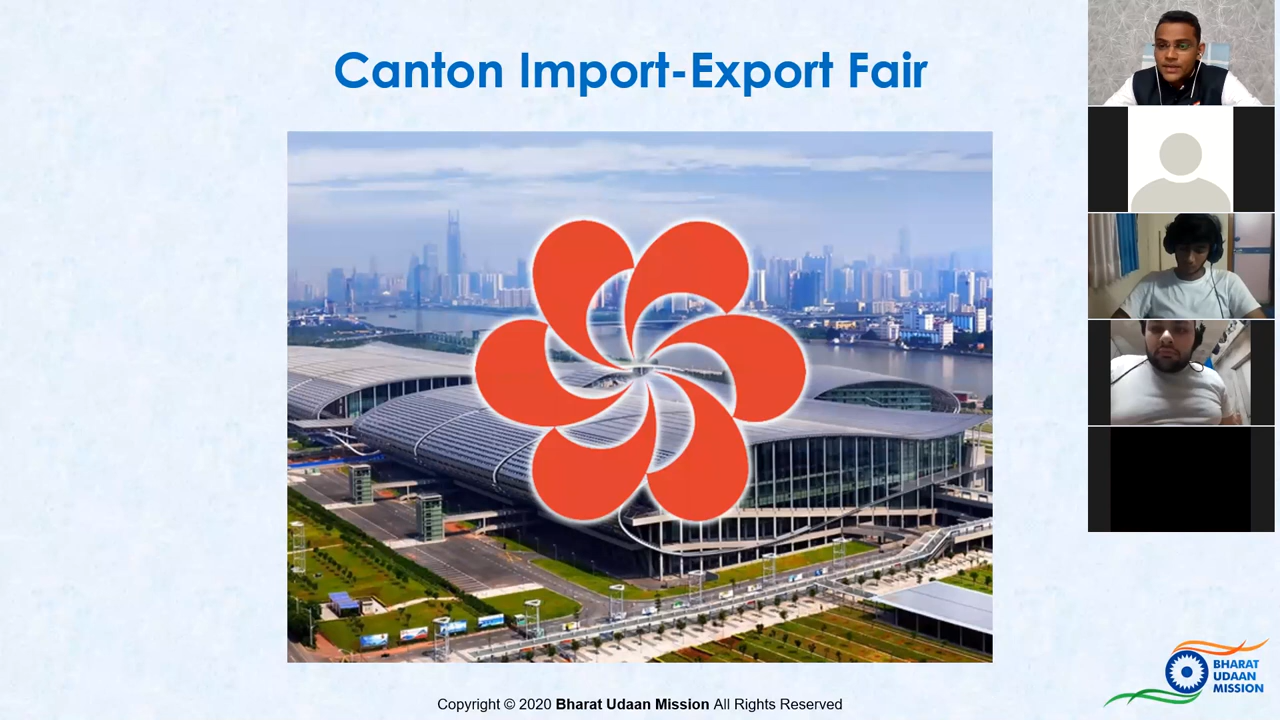 Canton Import-Export Fair
BHARAT
UDAAN
MISSION
Copyright © 2020 Bharat Udaan Mission All Rights Reserved